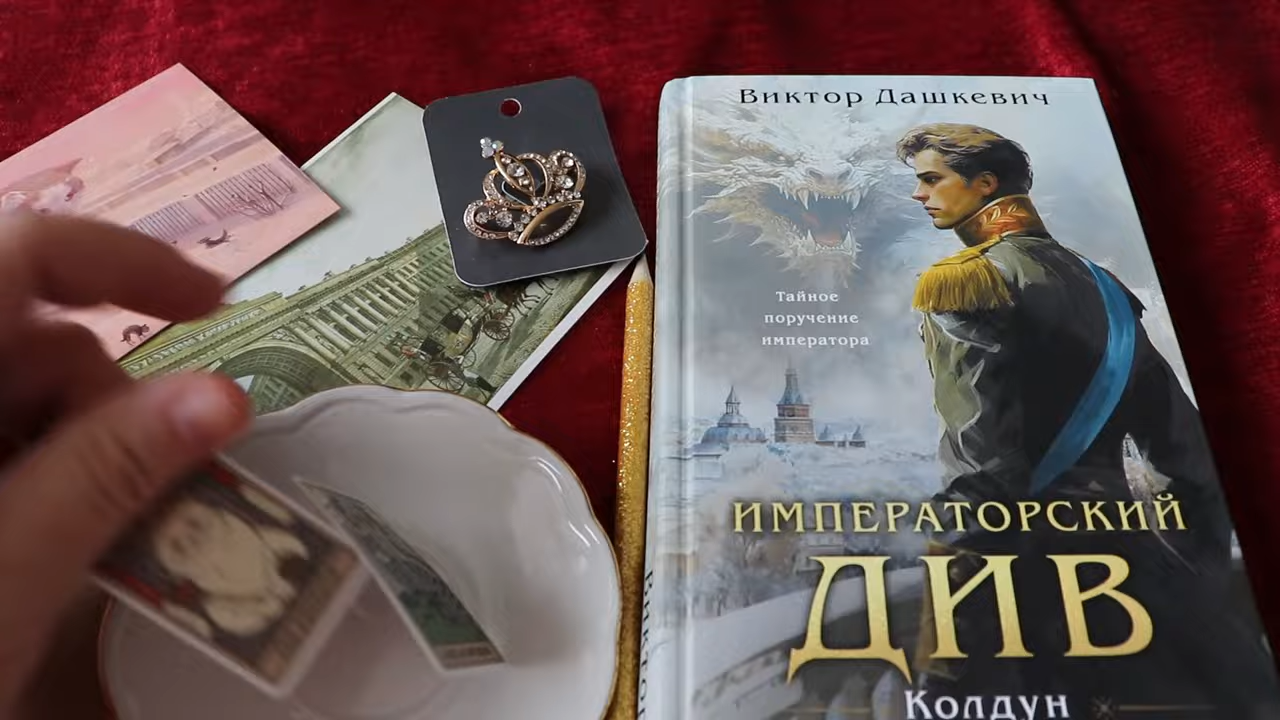 Виктор Дашкевич
Тайное
поручение
императора
ИМПЕРАТОРСКИЙ
ДИВ
Колдун